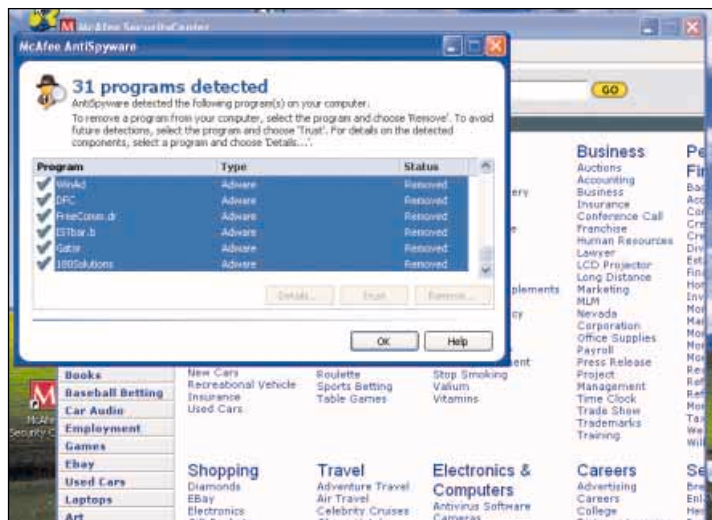 McAfee SecurityCenter
McAfee AntiSpyware
31 programs detected
AntiSpyware detected the following program(s) on your computer.
To remove a program from your computer, select the program and choose 'Remove'. To avoid
future detections, select the program and choose 'Trust'. For details on the detected
components, select a program and choose 'Details...'.
Program Type Status
WinAd Adware Removed
DFC Adware Removed
FreeComm.dr Adware Removed
ISTbar.b Adware Removed
Gator Adware Removed
180Solutions Adware Removed
Details... Trust Remove...
OK Help
GO
Business
Auctions
Accounting
Business
Insurance
Conference Call
Franchise
Human Resources
Lawyer
LCD Projector
Long Distance
Marketing
MLM
Nevada
Corporation
Office Supplies
Payroll
Press Release
Project
Management
Time Clock
Trade Show
Trademarks
Training
Books
Baseball Betting
Car Audio
Employment
Games
Ebay
Used Cars
Laptops
Art
New Cars
Recreational Vehicle
Insurance
Used Cars
Roulette
Sports Betting
Table Games
Stop Smoking
Valium
Vitamins
Shopping
Diamonds
EBay
Electronics
Travel
Adventure Travel
Air Travel
Celebrity Cruises
Electronics &
Computers
Antivirus Software
Cameras
Careers
Advertising
Careers
College